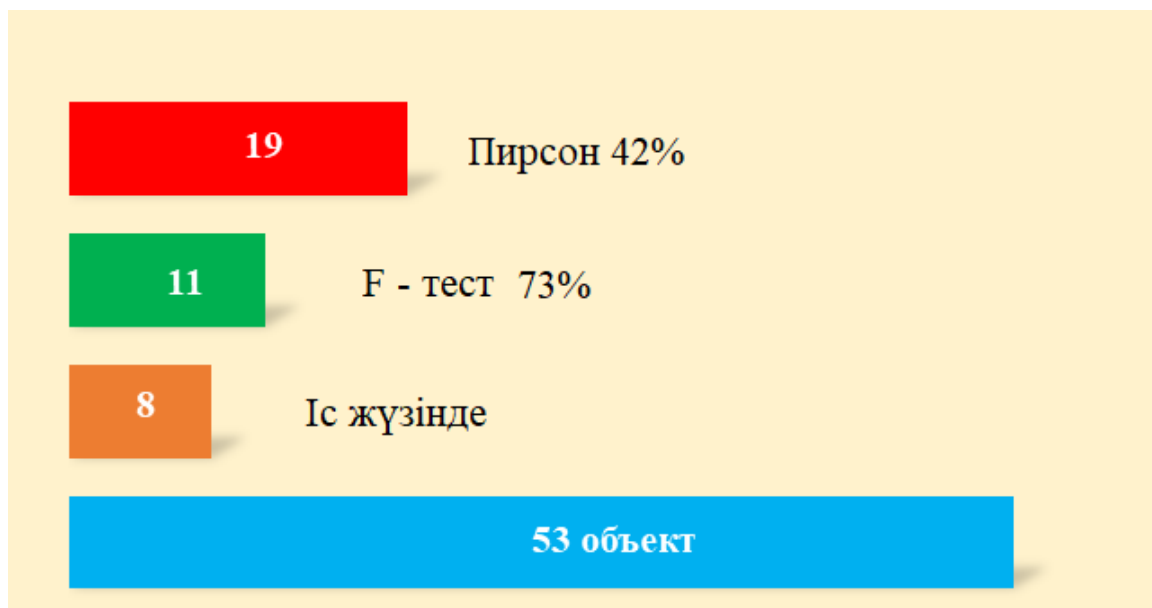 19 Пирсон 42%
11 F - тест 73%
8 Іс жүзінде
53 объект